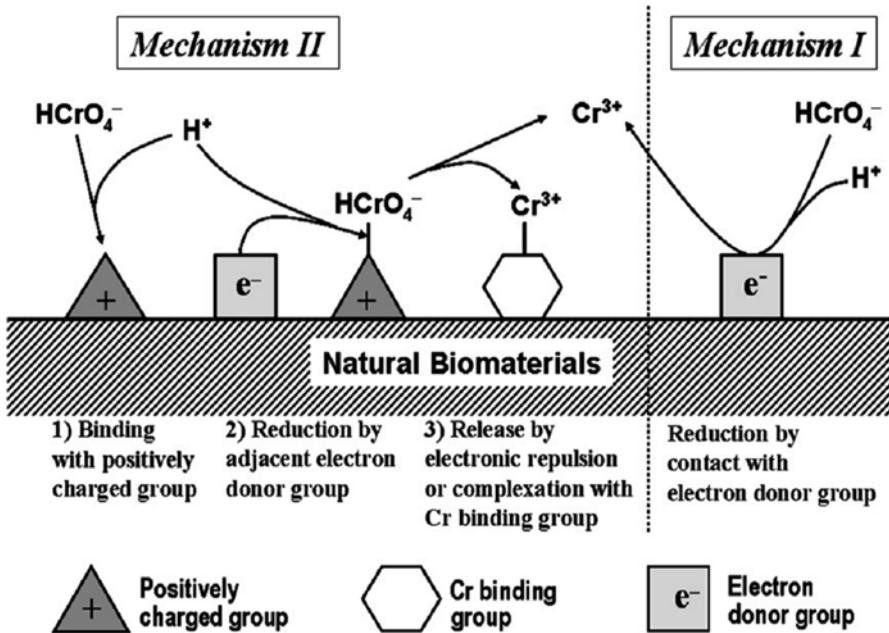 Mechanism II
Mechanism I
HCrO₄⁻
H⁺
HCrO₄⁻
Cr³⁺
Cr³⁺
HCrO₄⁻
H⁺
+
e⁻
+
e⁻
Natural Biomaterials
1) Binding
with positively
charged group
2) Reduction by
adjacent electron
donor group
3) Release by
electronic repulsion
or complexation with
Cr binding group
Reduction by
contact with
electron donor group
+
Positively
charged group
Cr binding
group
e⁻
Electron
donor group